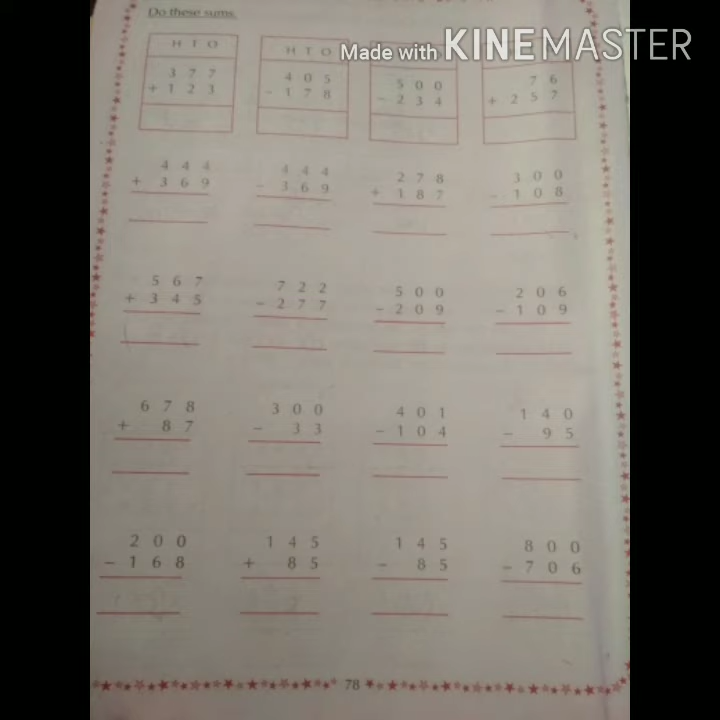 Do these sums.
Made with KINEMASTER
H T O H T O
3 7 7 4 0 5 5 0 0 7 6
+ 1 2 3 - 1 7 8 - 2 3 4 + 2 5 7
4 4 4 4 4 4 2 7 8 3 0 0
+ 3 6 9 - 3 6 9 + 1 8 7 - 1 0 8
5 6 7 7 2 2 5 0 0 2 0 6
+ 3 4 5 - 2 7 7 - 2 0 9 - 1 0 9
6 7 8 3 0 0 4 0 1 1 4 0
+ 8 7 - 3 3 - 1 0 4 - 9 5
2 0 0 1 4 5 1 4 5 8 0 0
- 1 6 8 + 8 5 - 8 5 - 7 0 6
78